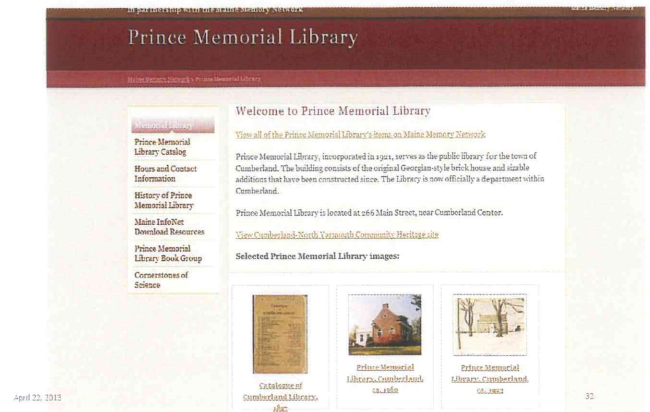 In partnership with the Maine Memory Network
Maine Memory Network
Prince Memorial Library
Maine Memory Network > Prince Memorial Library
Memorial Library
Prince Memorial
Library Catalog
Hours and Contact
Information
History of Prince
Memorial Library
Maine InfoNet
Download Resources
Prince Memorial
Library Book Group
Cornerstones of
Science
Welcome to Prince Memorial Library
View all of the Prince Memorial Library's items on Maine Memory Network
Prince Memorial Library, incorporated in 1921, serves as the public library for the town of
Cumberland. The building consists of the original Georgian-style brick house and sizable
additions that have been constructed since. The Library is now officially a department within
Cumberland.
Prince Memorial Library is located at 266 Main Street, near Cumberland Center.
View Cumberland-North Yarmouth Community Heritage site
Selected Prince Memorial Library images:
Catalogue of
Cumberland Library,
Prince Memorial
Library, Cumberland,
ca. 1960
Prince Memorial
Library, Cumberland,
ca.
April 22, 2013
32